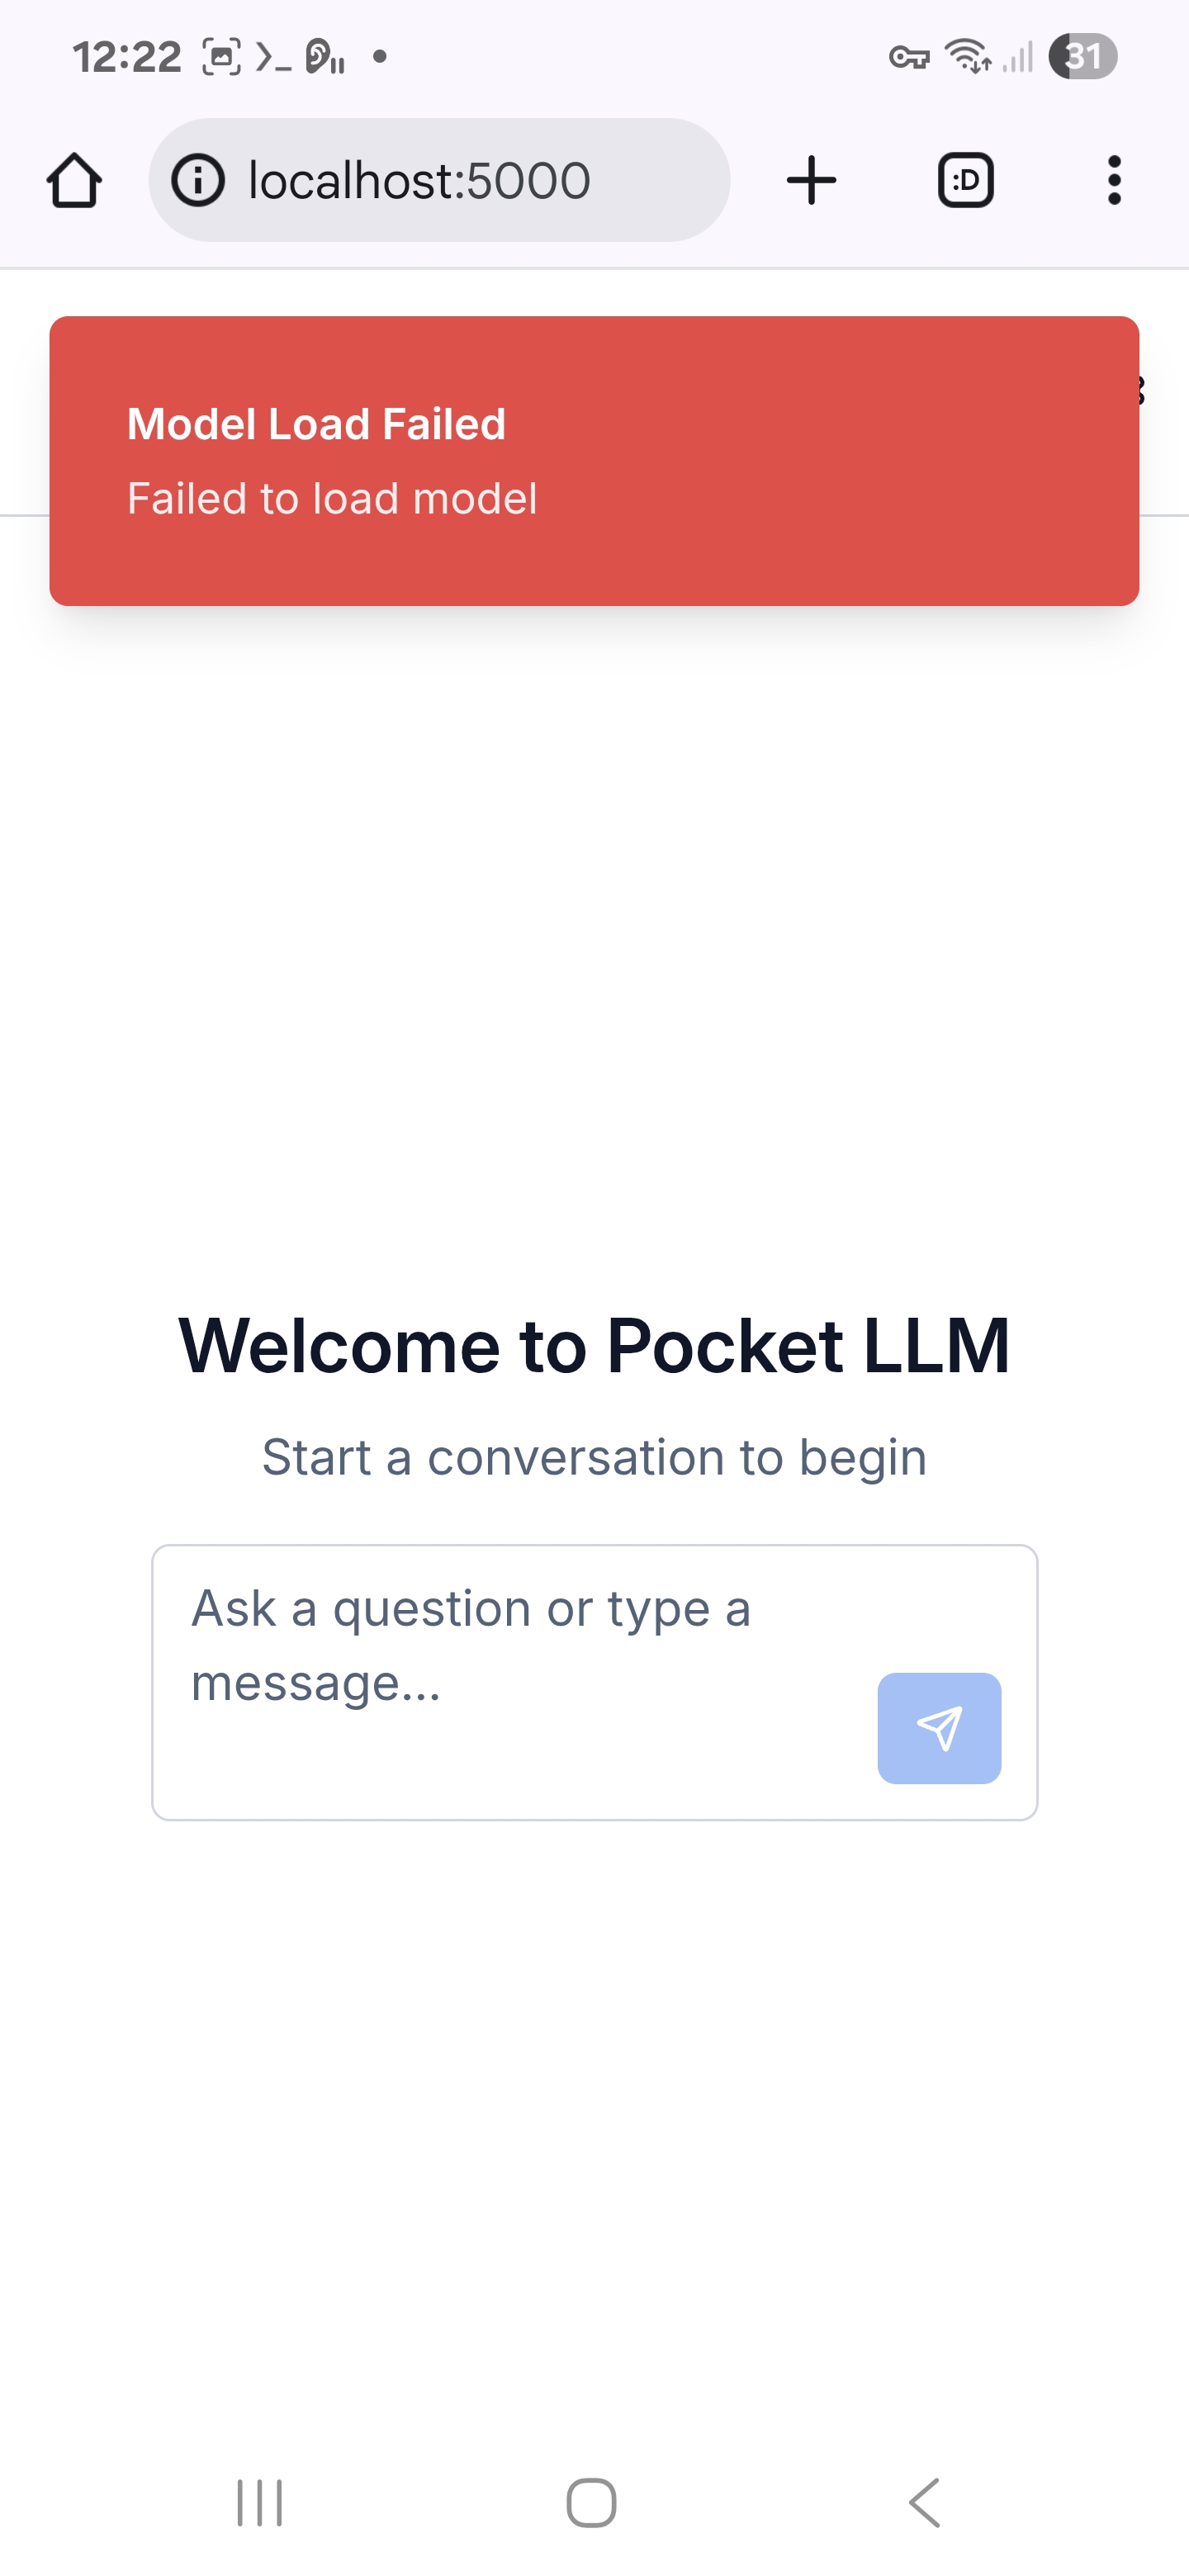 12:22
31
localhost:5000
:D
Model Load Failed
Failed to load model
Welcome to Pocket LLM
Start a conversation to begin
Ask a question or type a
message...